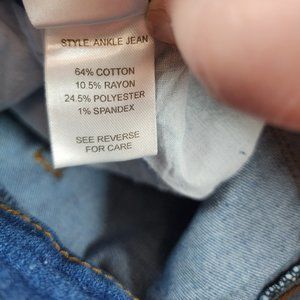 STYLE: ANKLE JEAN
64% COTTON
10.5% RAYON
24.5% POLYESTER
1% SPANDEX
SEE REVERSE
FOR CARE